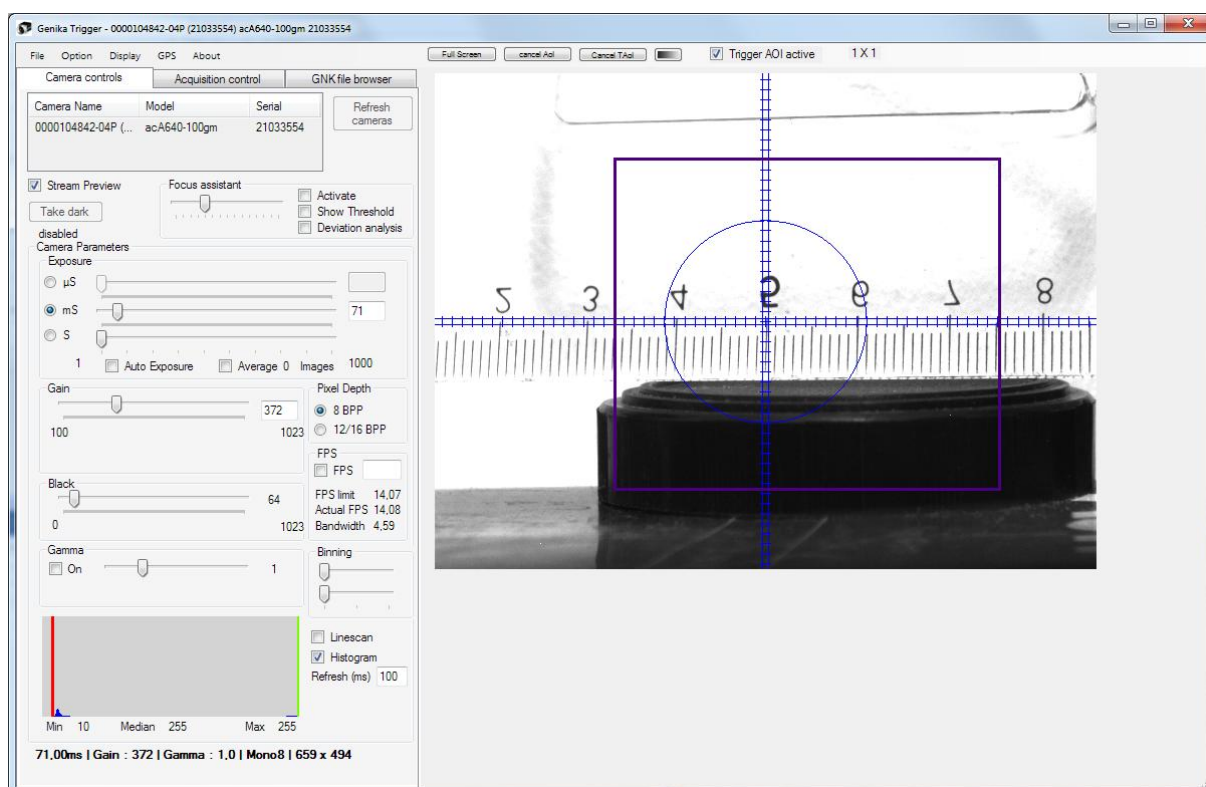 Genika Trigger - 0000104842-04P (21033554) acA640-100gm 21033554
File Option Display GPS About
Full Screen cancel AoI Cancel TAoI Trigger AOI active 1 X 1
Camera controls Acquisition control GNK file browser
Camera Name Model Serial
0000104842-04P (... acA640-100gm 21033554
Refresh
cameras
Stream Preview
Take dark
disabled
Focus assistant
Activate
Show Threshold
Deviation analysis
Camera Parameters
Exposure
µS
mS 71
S
1 Auto Exposure Average 0 Images 1000
Gain
372
100 1023
Pixel Depth
8 BPP
12/16 BPP
FPS
FPS
FPS limit 14,07
Actual FPS 14,08
Bandwidth 4,59
Black
64
0 1023
Gamma
On 1
Binning
Linescan
Histogram
Refresh (ms) 100
Min 10 Median 255 Max 255
71,00ms | Gain : 372 | Gamma : 1,0 | Mono8 | 659 x 494
2 3 4 5 6 7 8